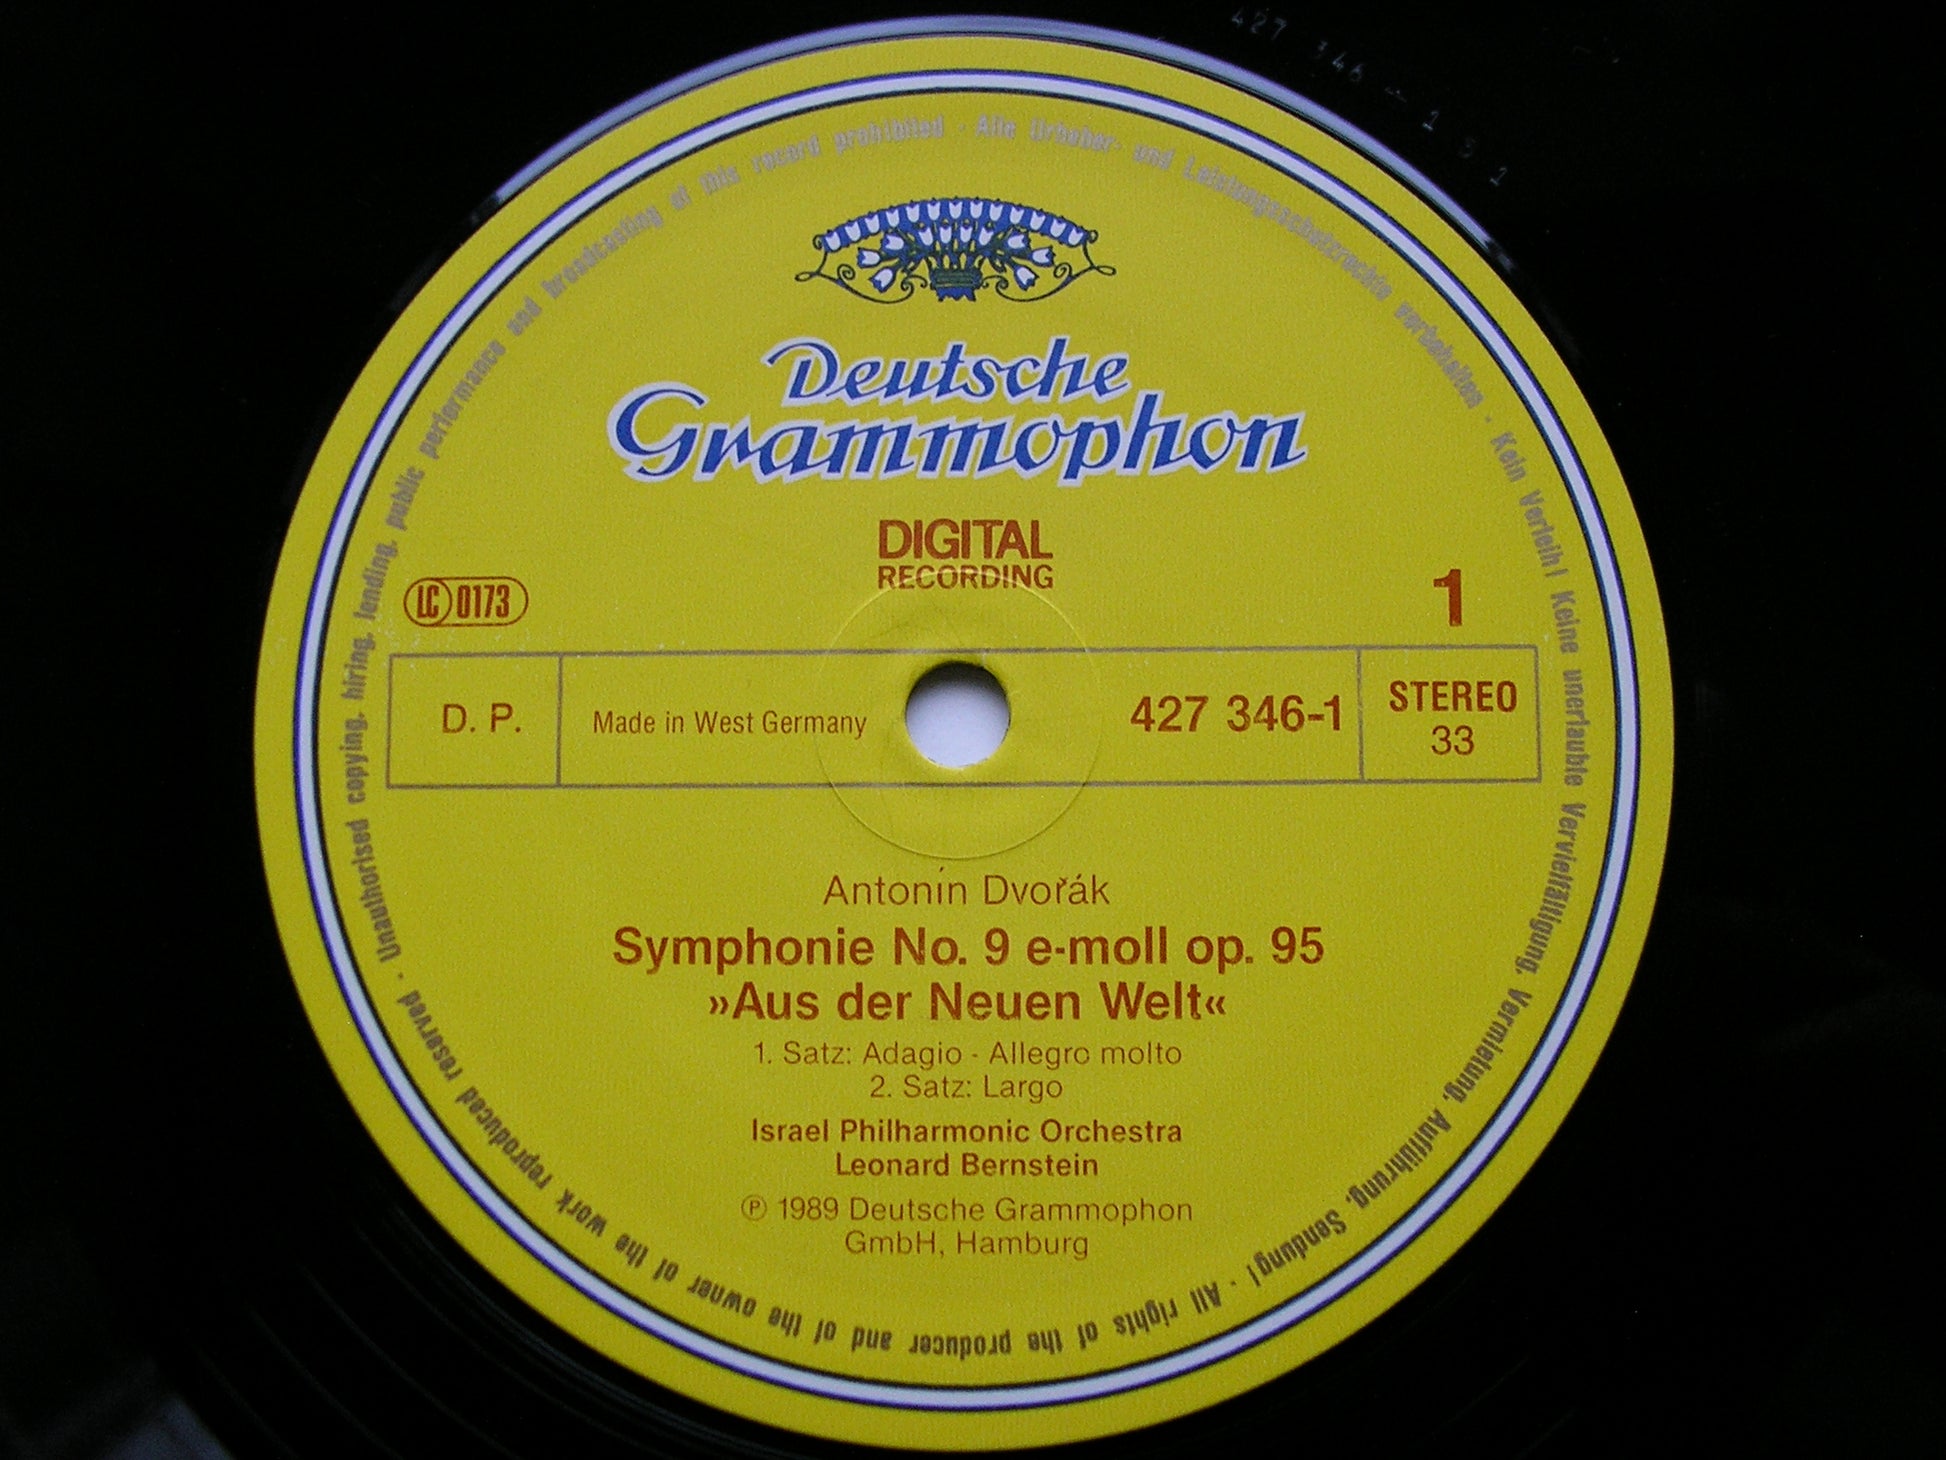 427 346 - 1 S 1
Alle Urheber- und Leistungsschutzrechte vorbehalten · Kein Verleih! Keine unerlaubte Vervielfältigung, Vermietung, Aufführung, Sendung! · All rights of the producer and of the owner of the work reproduced reserved · Unauthorised copying, hiring, lending, public performance and broadcasting of this record prohibited ·
Deutsche
Grammophon
DIGITAL
RECORDING
LC 0173
1
D. P.
Made in West Germany
427 346-1
STEREO
33
Antonín Dvořák
Symphonie No. 9 e-moll op. 95
»Aus der Neuen Welt«
1. Satz: Adagio - Allegro molto
2. Satz: Largo
Israel Philharmonic Orchestra
Leonard Bernstein
℗ 1989 Deutsche Grammophon
GmbH, Hamburg